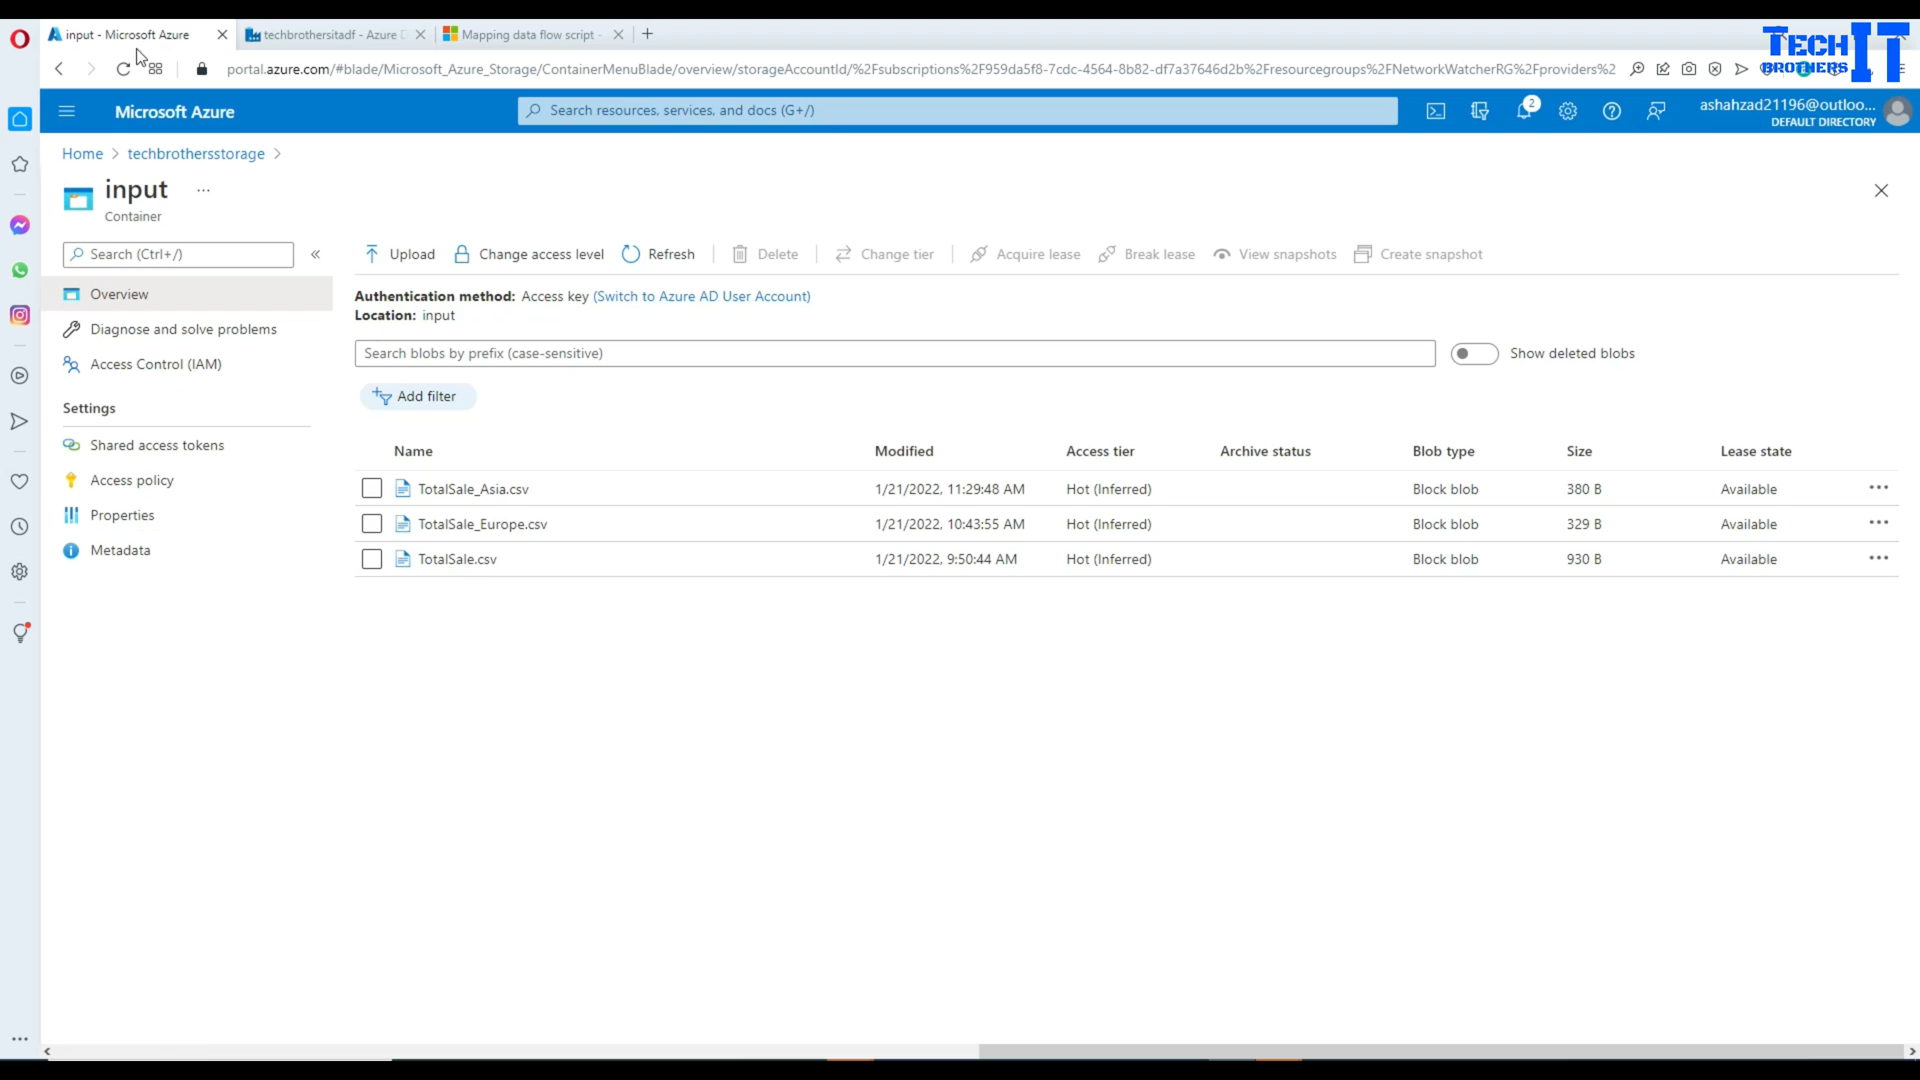 input - Microsoft Azure
techbrothersitadf - Azure D
Mapping data flow script -
TECH IT
BROTHERS
portal.azure.com/#blade/Microsoft_Azure_Storage/ContainerMenuBlade/overview/storageAccountId/%2Fsubscriptions%2F959da5f8-7cdc-4564-8b82-df7a37646d2b%2Fresourcegroups%2FNetworkWatcherRG%2Fproviders%2
Microsoft Azure
Search resources, services, and docs (G+/)
2
ashahzad21196@outloo...
DEFAULT DIRECTORY
Home > techbrothersstorage >
input ...
Container
Search (Ctrl+/)
«
Upload
Change access level
Refresh
Delete
Change tier
Acquire lease
Break lease
View snapshots
Create snapshot
Overview
Diagnose and solve problems
Access Control (IAM)
Settings
Shared access tokens
Access policy
Properties
Metadata
Authentication method: Access key (Switch to Azure AD User Account)
Location: input
Search blobs by prefix (case-sensitive)
Show deleted blobs
Add filter
Name Modified Access tier Archive status Blob type Size Lease state
TotalSale_Asia.csv 1/21/2022, 11:29:48 AM Hot (Inferred) Block blob 380 B Available ...
TotalSale_Europe.csv 1/21/2022, 10:43:55 AM Hot (Inferred) Block blob 329 B Available ...
TotalSale.csv 1/21/2022, 9:50:44 AM Hot (Inferred) Block blob 930 B Available ...